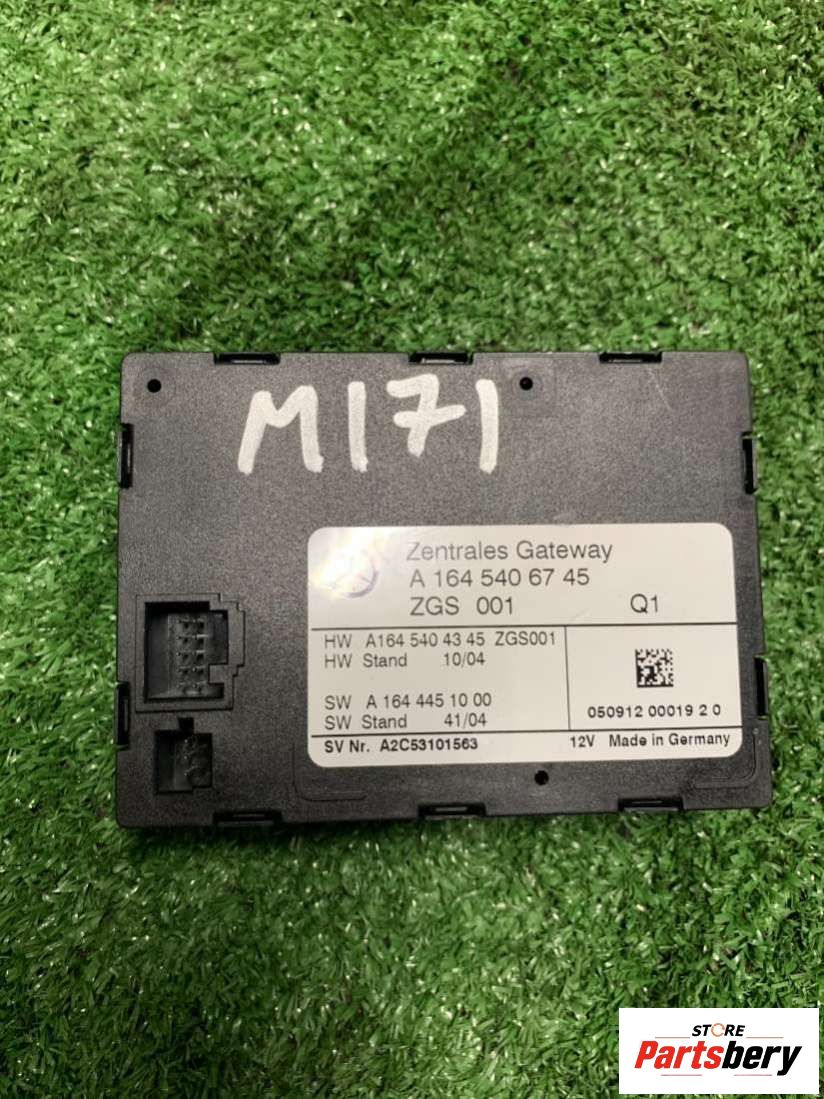 M171
Zentrales Gateway
A 164 540 67 45
ZGS 001 Q1
HW A164 540 43 45 ZGS001
HW Stand 10/04
SW A 164 445 10 00
SW Stand 41/04
050912 00019 2 0
SV Nr. A2C53101563 12V Made in Germany
STORE
Partsbery